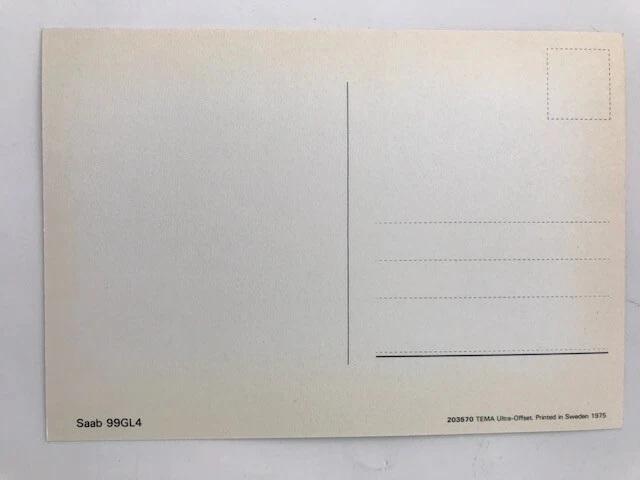 Saab 99GL4
203570 TEMA Ultra-Offset, Printed in Sweden 1975